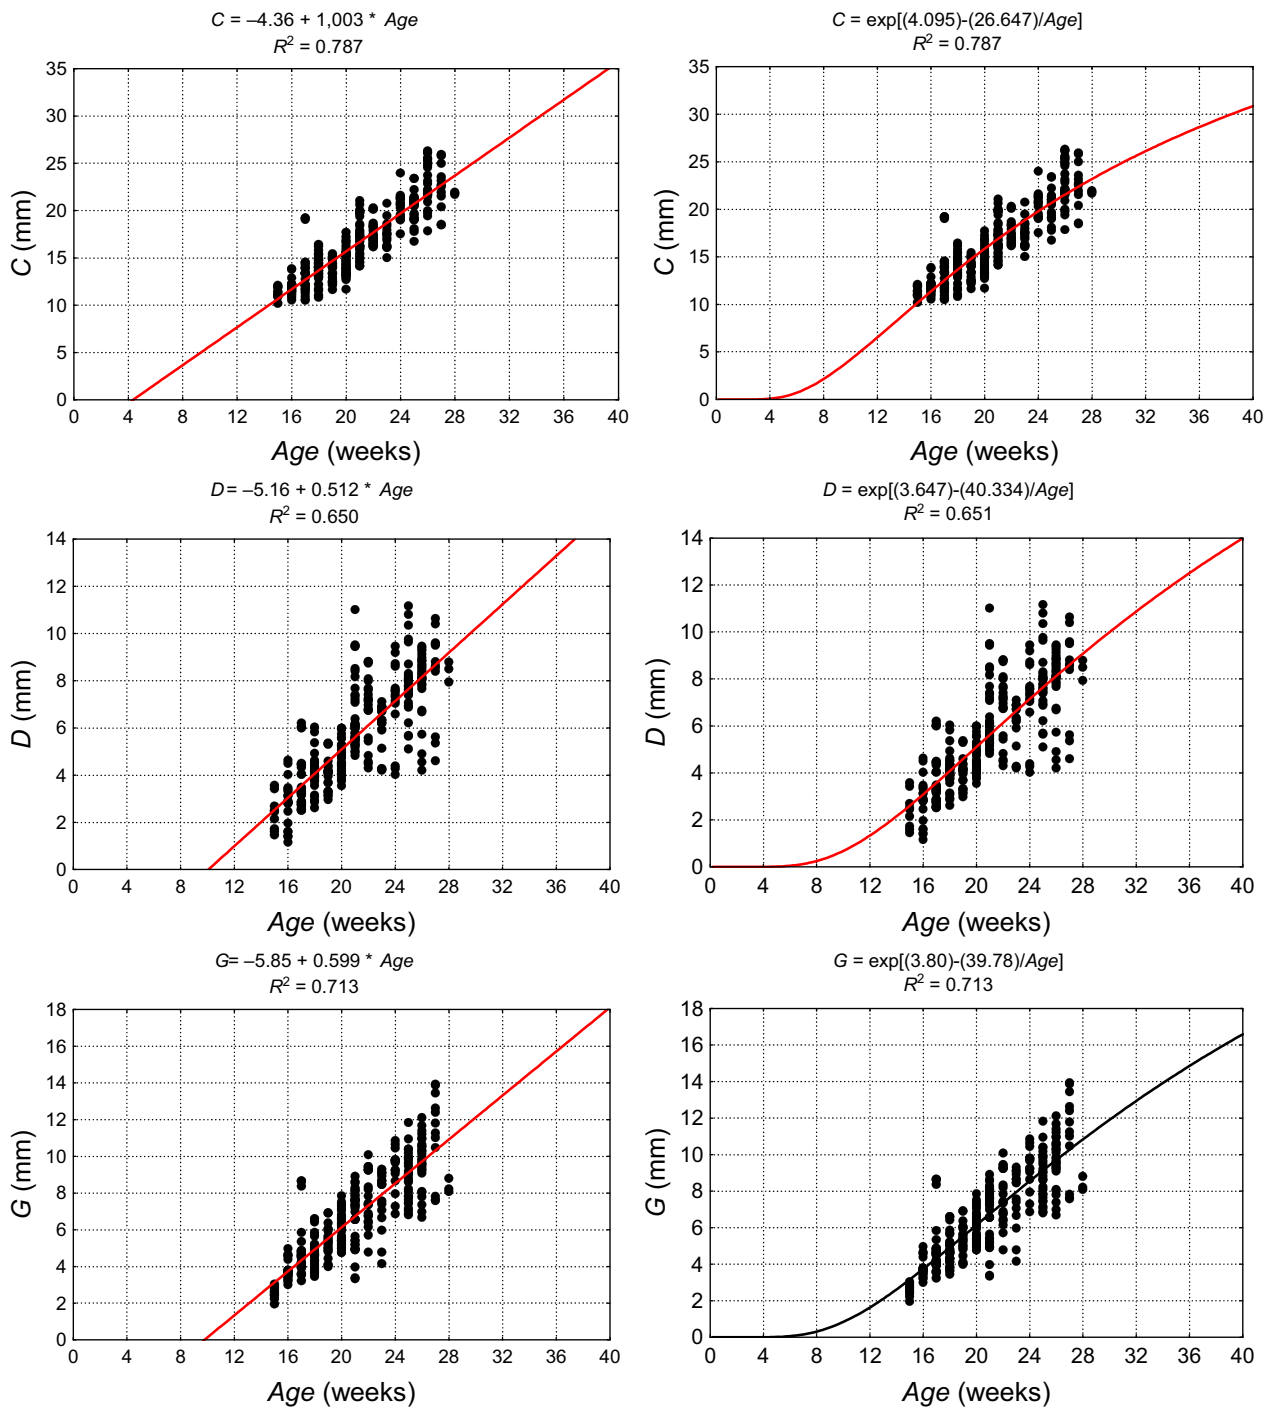 C = –4.36 + 1,003 * Age
R² = 0.787
35
30
25
20
15
10
5
0
C (mm)
0 4 8 12 16 20 24 28 32 36 40
Age (weeks)
C = exp[(4.095)-(26.647)/Age]
R² = 0.787
35
30
25
20
15
10
5
0
C (mm)
0 4 8 12 16 20 24 28 32 36 40
Age (weeks)
D= –5.16 + 0.512 * Age
R² = 0.650
14
12
10
8
6
4
2
0
D (mm)
0 4 8 12 16 20 24 28 32 36 40
Age (weeks)
D = exp[(3.647)-(40.334)/Age]
R² = 0.651
14
12
10
8
6
4
2
0
D (mm)
0 4 8 12 16 20 24 28 32 36 40
Age (weeks)
G= –5.85 + 0.599 * Age
R² = 0.713
18
16
14
12
10
8
6
4
2
0
G (mm)
0 4 8 12 16 20 24 28 32 36 40
Age (weeks)
G = exp[(3.80)-(39.78)/Age]
R² = 0.713
18
16
14
12
10
8
6
4
2
0
G (mm)
0 4 8 12 16 20 24 28 32 36 40
Age (weeks)